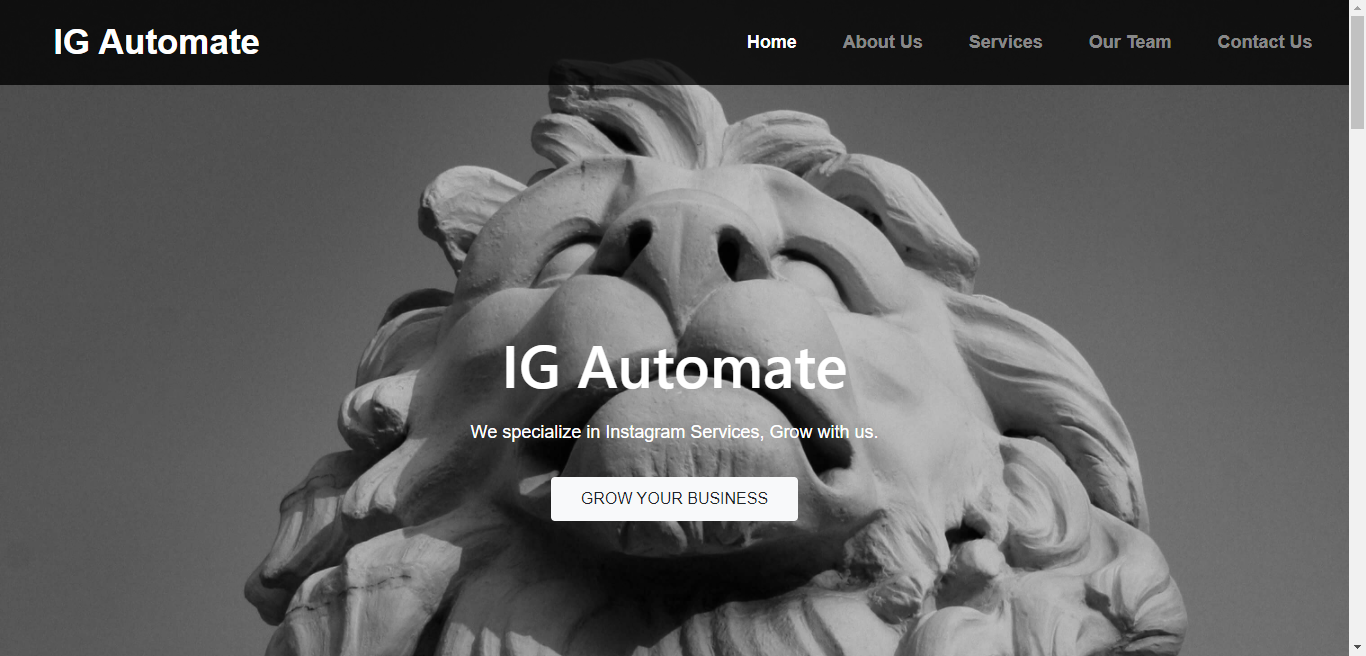 IG Automate
Home About Us Services Our Team Contact Us
IG Automate
We specialize in Instagram Services, Grow with us.
GROW YOUR BUSINESS